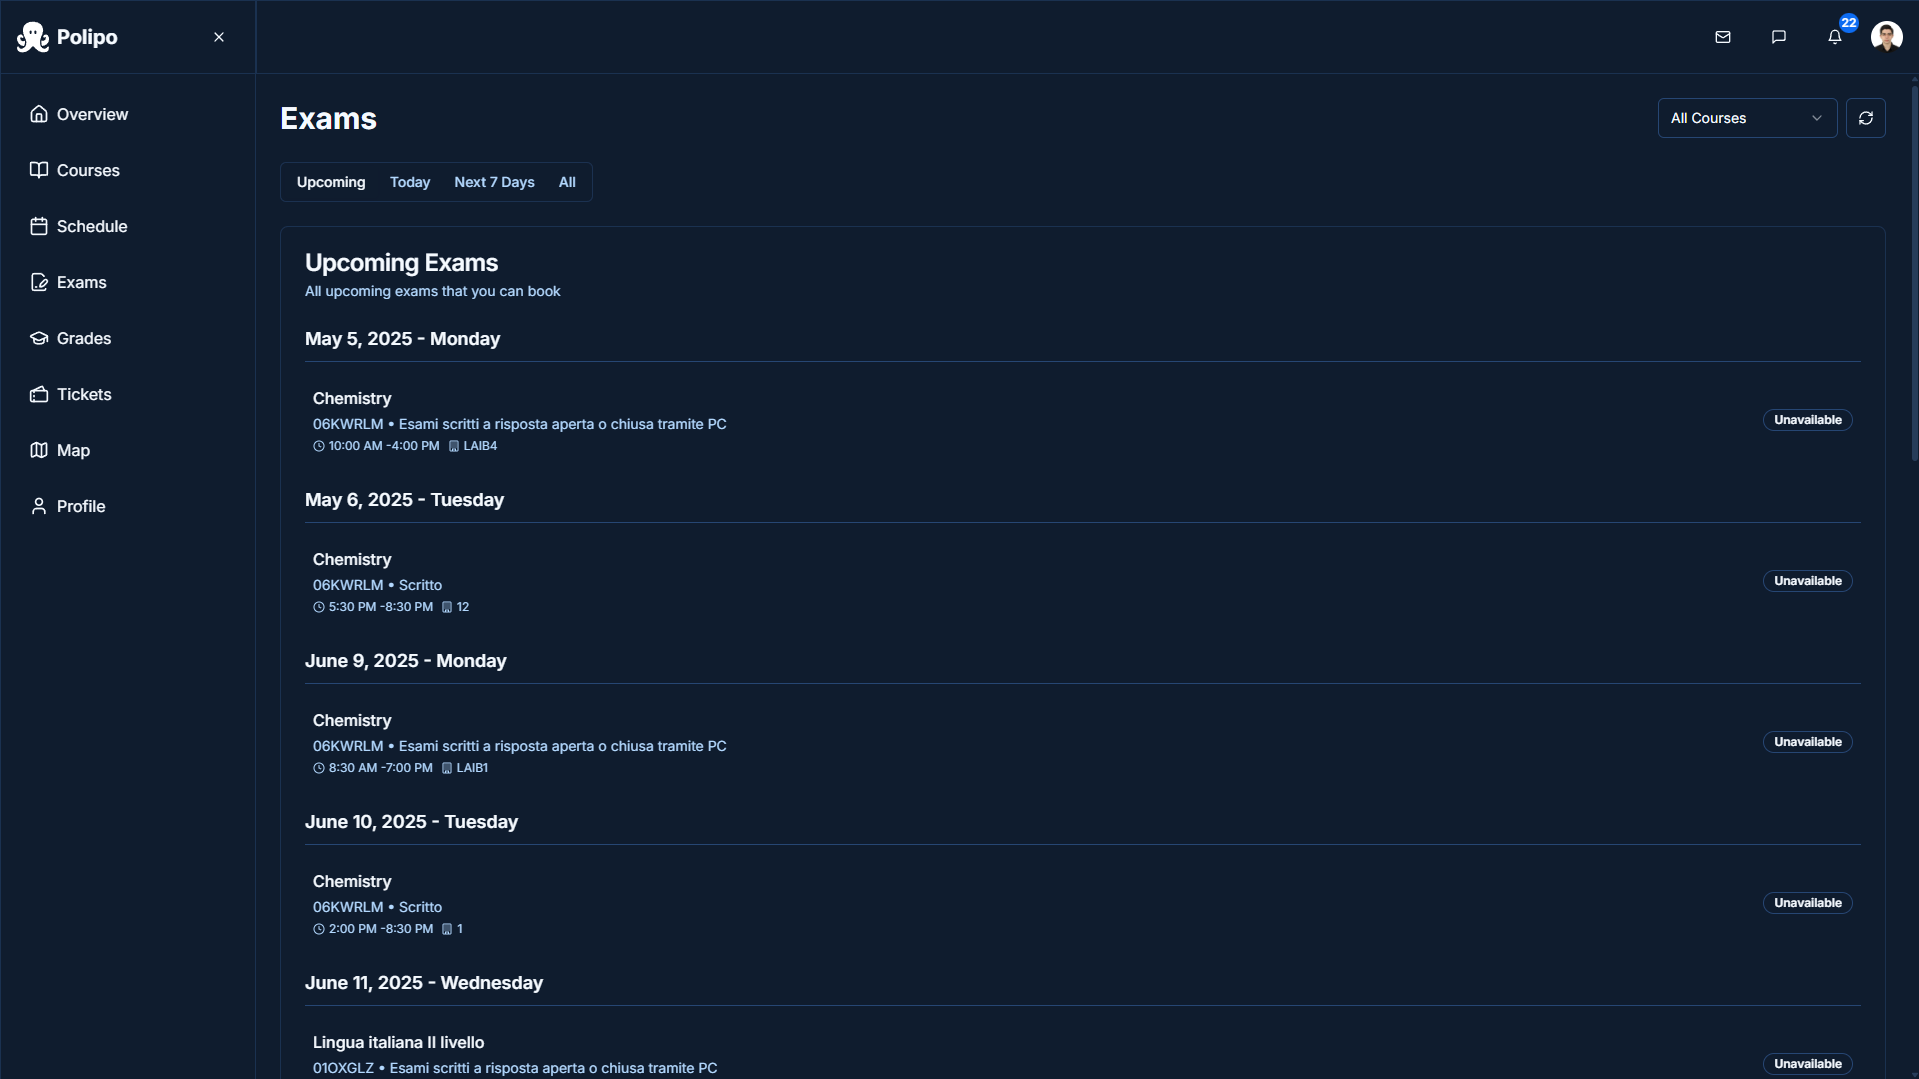 Polipo
22
Overview
Courses
Schedule
Exams
Grades
Tickets
Map
Profile
Exams
All Courses
Upcoming Today Next 7 Days All
Upcoming Exams
All upcoming exams that you can book
May 5, 2025 - Monday
Chemistry
06KWRLM • Esami scritti a risposta aperta o chiusa tramite PC
10:00 AM -4:00 PM LAIB4
Unavailable
May 6, 2025 - Tuesday
Chemistry
06KWRLM • Scritto
5:30 PM -8:30 PM 12
Unavailable
June 9, 2025 - Monday
Chemistry
06KWRLM • Esami scritti a risposta aperta o chiusa tramite PC
8:30 AM -7:00 PM LAIB1
Unavailable
June 10, 2025 - Tuesday
Chemistry
06KWRLM • Scritto
2:00 PM -8:30 PM 1
Unavailable
June 11, 2025 - Wednesday
Lingua italiana II livello
01OXGLZ • Esami scritti a risposta aperta o chiusa tramite PC
Unavailable